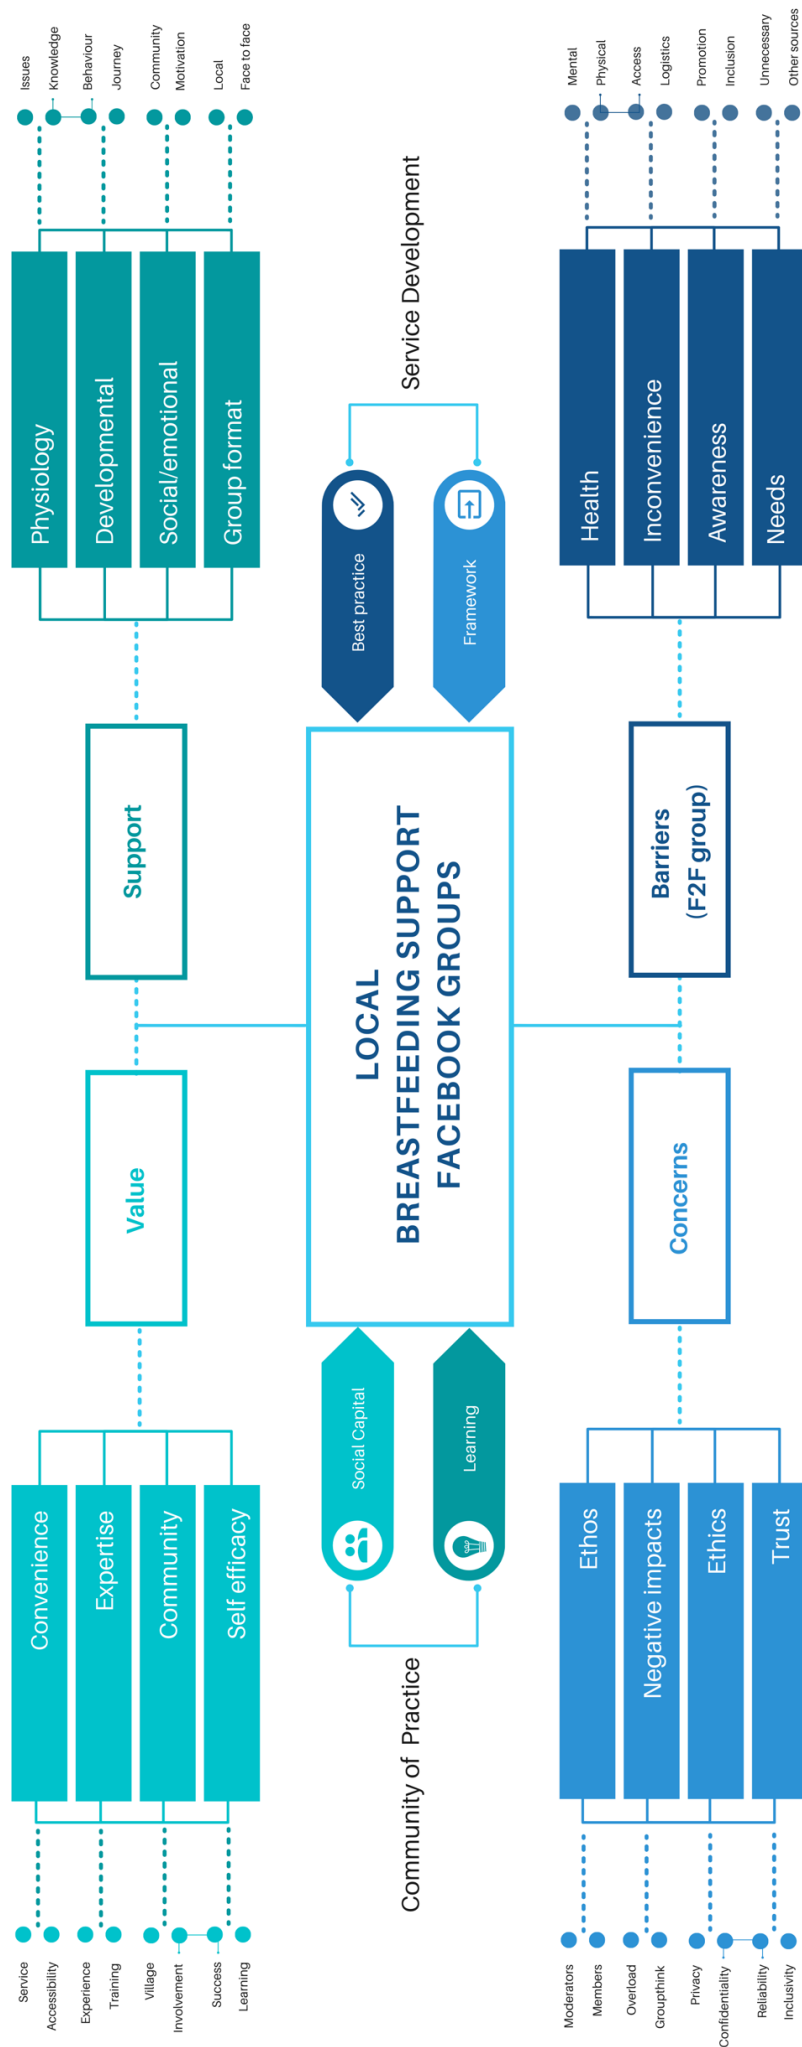 Service
Accessibility
Experience
Training
Village
Involvement
Success
Learning
Convenience
Expertise
Community
Self efficacy
Value
Support
Physiology
Developmental
Social/emotional
Group format
Issues
Knowledge
Behaviour
Journey
Community
Motivation
Local
Face to face
Community of Practice
Social Capital
Learning
LOCAL
BREASTFEEDING SUPPORT
FACEBOOK GROUPS
Best practice
Framework
Service Development
Moderators
Members
Overload
Groupthink
Privacy
Confidentiality
Reliability
Inclusivity
Ethos
Negative impacts
Ethics
Trust
Concerns
Barriers
(F2F group)
Health
Inconvenience
Awareness
Needs
Mental
Physical
Access
Logistics
Promotion
Inclusion
Unnecessary
Other sources